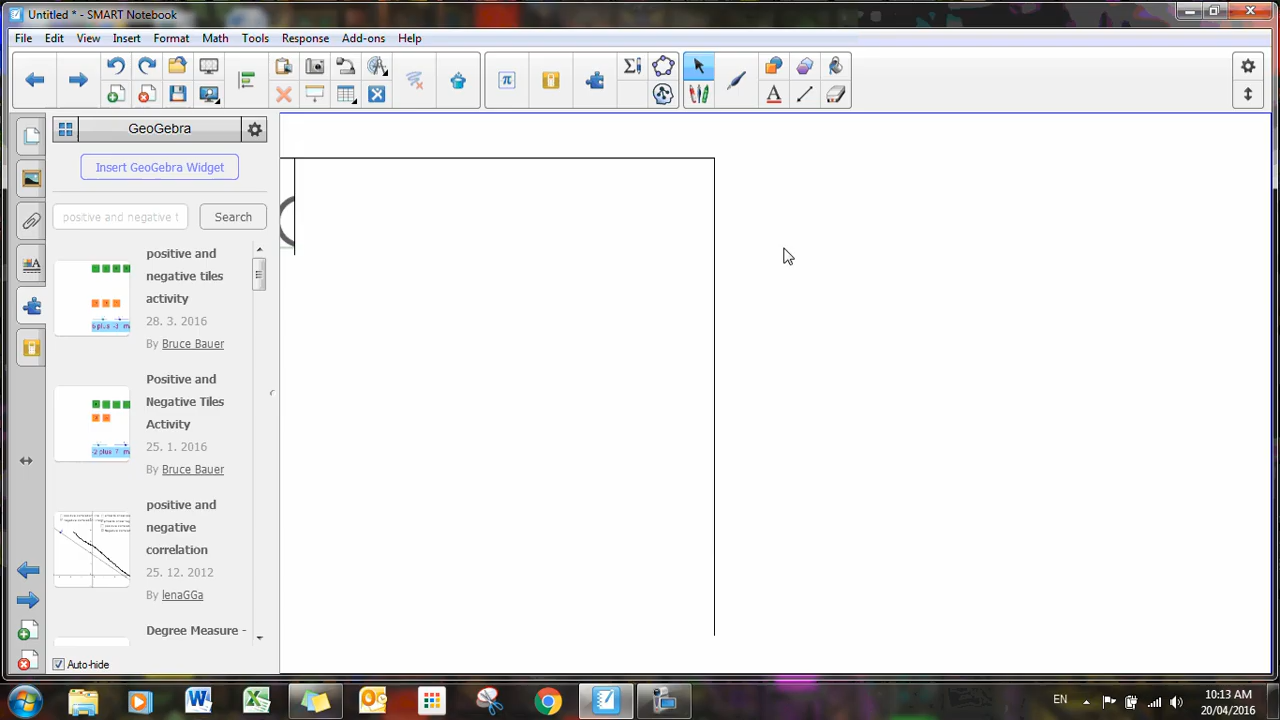 Untitled * - SMART Notebook
File Edit View Insert Format Math Tools Response Add-ons Help
GeoGebra
Insert GeoGebra Widget
positive and negative t
Search
positive and
negative tiles
activity
28. 3. 2016
By Bruce Bauer
Positive and
Negative Tiles
Activity
25. 1. 2016
By Bruce Bauer
positive and
negative
correlation
25. 12. 2012
By lenaGGa
Degree Measure -
Auto-hide
EN
10:13 AM
20/04/2016